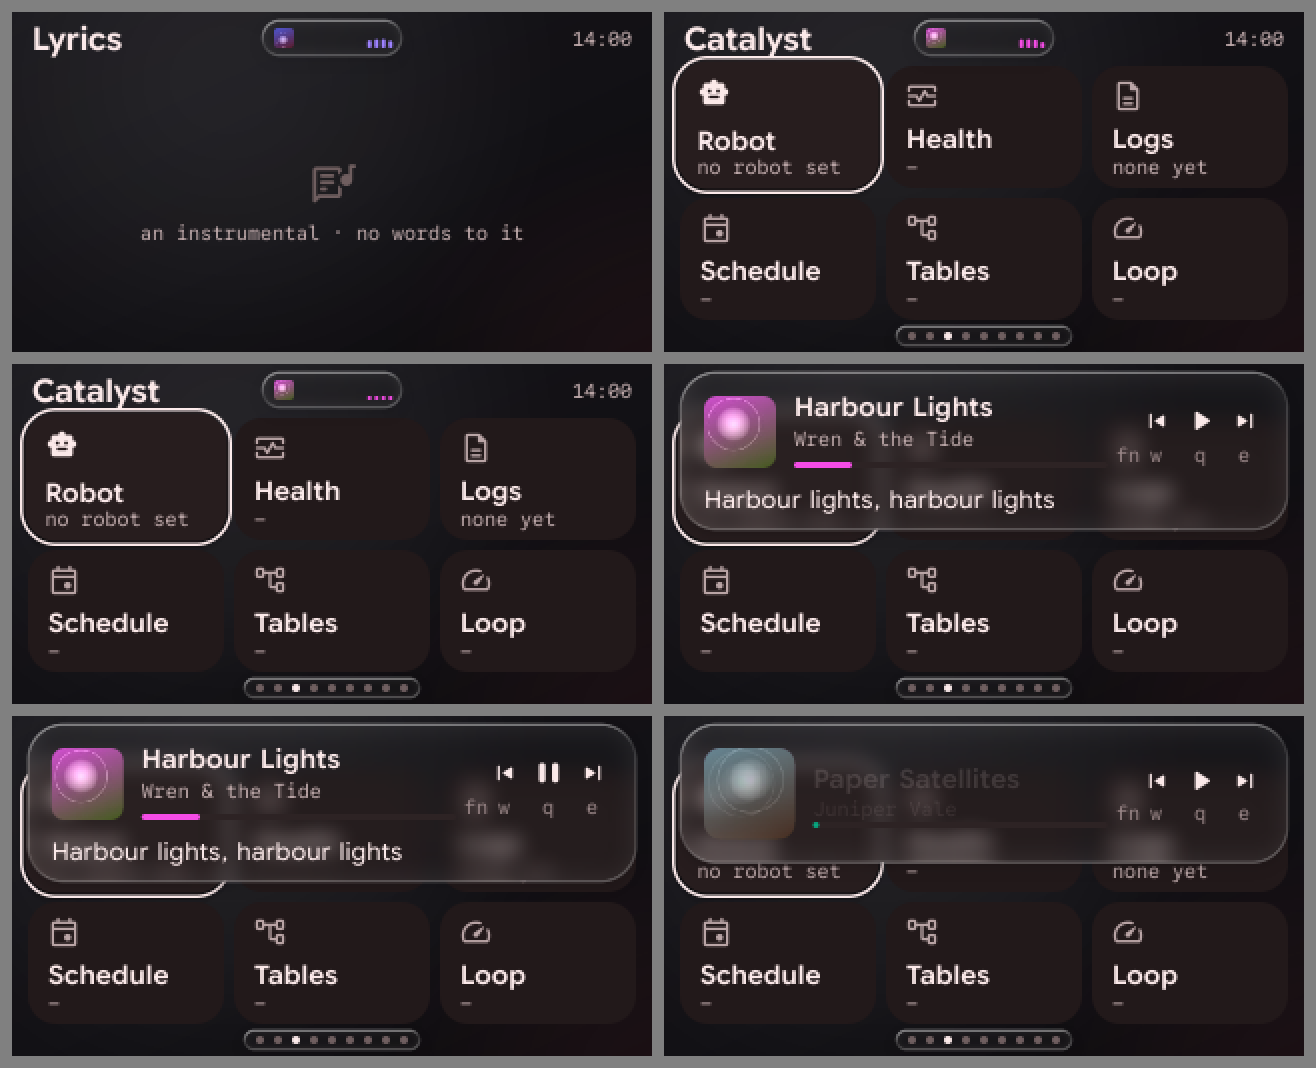 Lyrics
14:00
an instrumental · no words to it
Catalyst
14:00
Robot
no robot set
Health
–
Logs
none yet
Schedule
–
Tables
–
Loop
–
Catalyst
14:00
Robot
no robot set
Health
–
Logs
none yet
Schedule
–
Tables
–
Loop
–
Harbour Lights
Wren & the Tide
fn w q e
Harbour lights, harbour lights
Schedule
–
Tables
–
Loop
–
Harbour Lights
Wren & the Tide
fn w q e
Harbour lights, harbour lights
Schedule
–
Tables
–
Loop
–
Paper Satellites
Juniper Vale
fn w q e
no robot set
–
none yet
Schedule
–
Tables
–
Loop
–